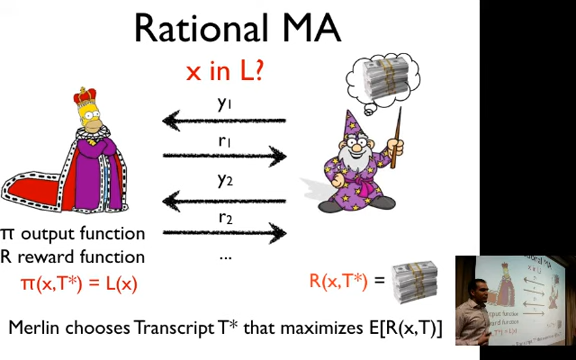 Rational MA
x in L?
y1
r1
y2
r2
...
π output function
R reward function
π(x,T*) = L(x)
R(x,T*) =
Merlin chooses Transcript T* that maximizes E[R(x,T)]